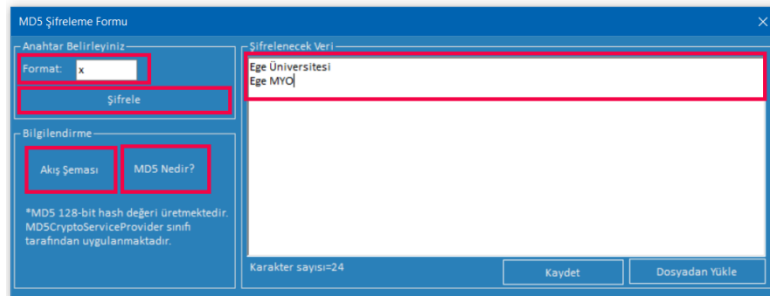 MD5 Şifreleme Formu
Anahtar Belirleyiniz
Format: x
Şifrele
Bilgilendirme
Akış Şeması
MD5 Nedir?
*MD5 128-bit hash değeri üretmektedir.
MD5CryptoServiceProvider sınıfı
tarafından uygulanmaktadır.
Şifrelenecek Veri
Ege Üniversitesi
Ege MYO
Karakter sayısı=24
Kaydet
Dosyadan Yükle